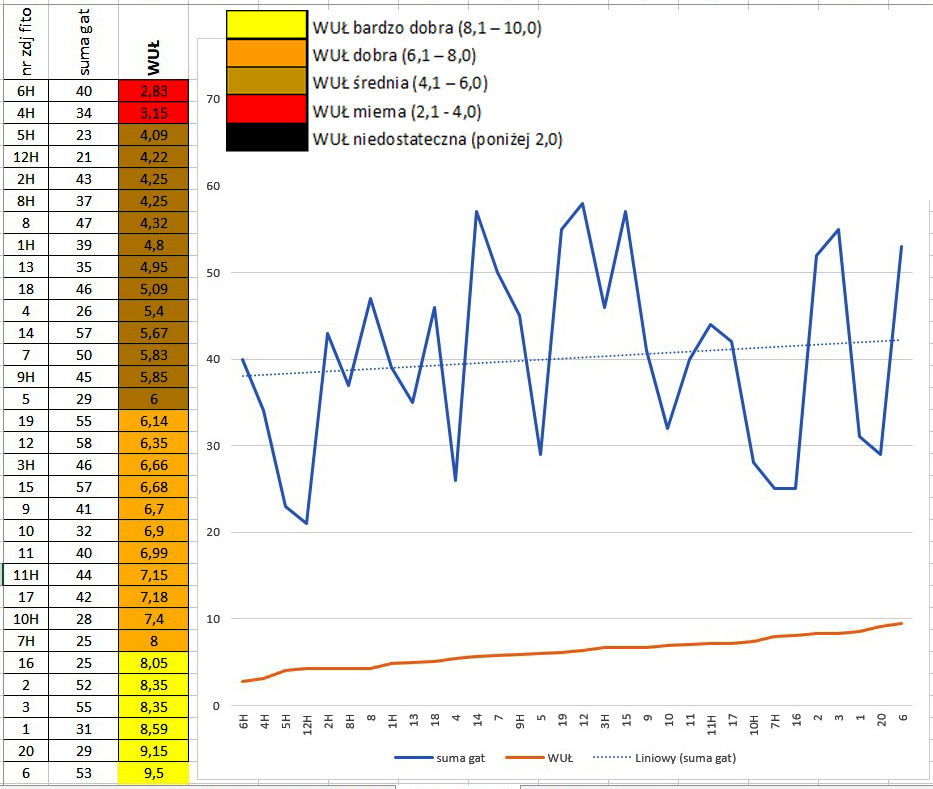 nr zdj fito suma gat WUŁ
6H 40 2,83
4H 34 3,15
5H 23 4,09
12H 21 4,22
2H 43 4,25
8H 37 4,25
8 47 4,32
1H 39 4,8
13 35 4,95
18 46 5,09
4 26 5,4
14 57 5,67
7 50 5,83
9H 45 5,85
5 29 6
19 55 6,14
12 58 6,35
3H 46 6,66
15 57 6,68
9 41 6,7
10 32 6,9
11 40 6,99
11H 44 7,15
17 42 7,18
10H 28 7,4
7H 25 8
16 25 8,05
2 52 8,35
3 55 8,35
1 31 8,59
20 29 9,15
6 53 9,5
WUŁ bardzo dobra (8,1 – 10,0)
WUŁ dobra (6,1 – 8,0)
WUŁ średnia (4,1 – 6,0)
WUŁ mierna (2,1 - 4,0)
WUŁ niedostateczna (poniżej 2,0)
70
60
50
40
30
20
10
0
6H 4H 5H 12H 2H 8H 8 1H 13 18 4 14 7 9H 5 19 12 3H 15 9 10 11 11H 17 10H 7H 16 2 3 1 20 6
suma gat WUŁ Liniowy (suma gat)